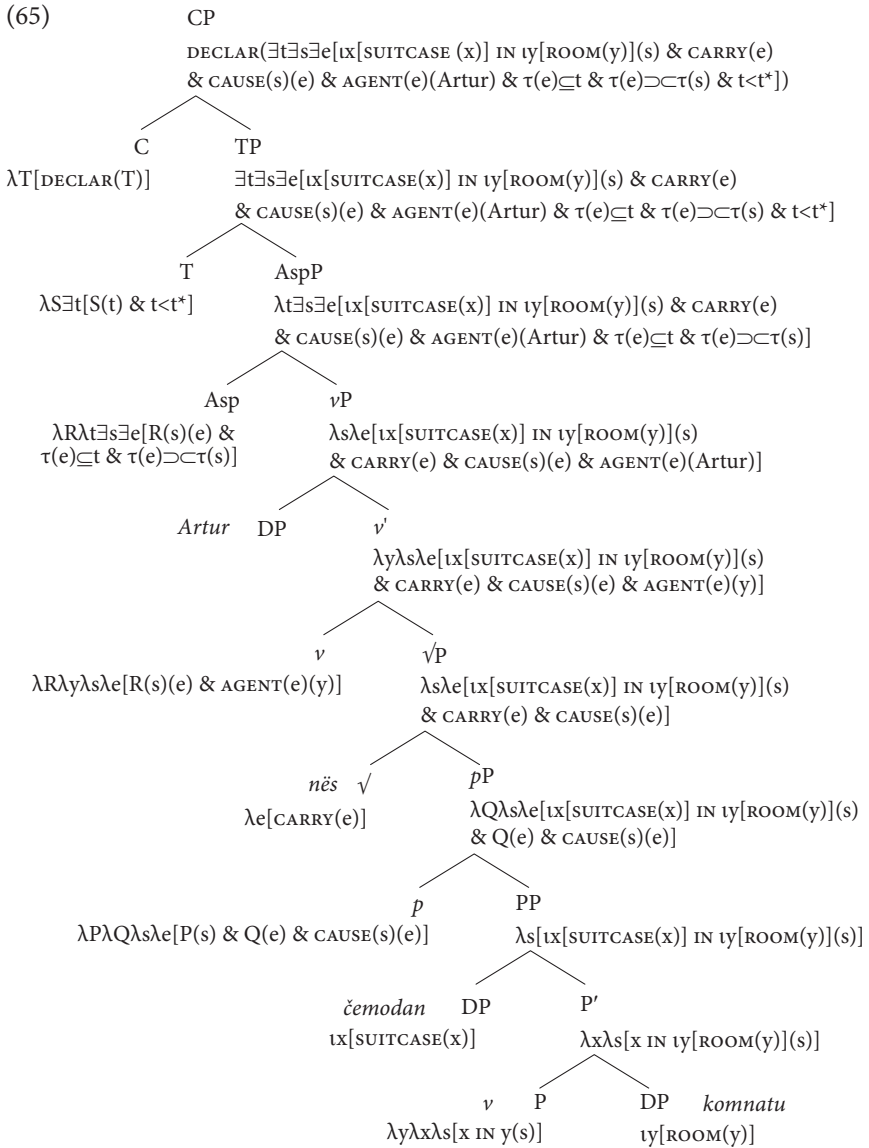 (65) CP
DECLAR(∃t∃s∃e[ιx[SUITCASE (x)] IN ιy[ROOM(y)](s) & CARRY(e)
& CAUSE(s)(e) & AGENT(e)(Artur) & τ(e)⊆t & τ(e)⊃⊂τ(s) & t<t*])
C TP
λT[DECLAR(T)] ∃t∃s∃e[ιx[SUITCASE(x)] IN ιy[ROOM(y)](s) & CARRY(e)
& CAUSE(s)(e) & AGENT(e)(Artur) & τ(e)⊆t & τ(e)⊃⊂τ(s) & t<t*]
T AspP
λS∃t[S(t) & t<t*] λt∃s∃e[ιx[SUITCASE(x)] IN ιy[ROOM(y)](s) & CARRY(e)
& CAUSE(s)(e) & AGENT(e)(Artur) & τ(e)⊆t & τ(e)⊃⊂τ(s)]
Asp vP
λRλt∃s∃e[R(s)(e) & λsλe[ιx[SUITCASE(x)] IN ιy[ROOM(y)](s)
τ(e)⊆t & τ(e)⊃⊂τ(s)] & CARRY(e) & CAUSE(s)(e) & AGENT(e)(Artur)]
Artur DP v'
λyλsλe[ιx[SUITCASE(x)] IN ιy[ROOM(y)](s)
& CARRY(e) & CAUSE(s)(e) & AGENT(e)(y)]
v √P
λRλyλsλe[R(s)(e) & AGENT(e)(y)] λsλe[ιx[SUITCASE(x)] IN ιy[ROOM(y)](s)
& CARRY(e) & CAUSE(s)(e)]
nës √ pP
λe[CARRY(e)] λQλsλe[ιx[SUITCASE(x)] IN ιy[ROOM(y)](s)
& Q(e) & CAUSE(s)(e)]
p PP
λPλQλsλe[P(s) & Q(e) & CAUSE(s)(e)] λs[ιx[SUITCASE(x)] IN ιy[ROOM(y)](s)]
čemodan DP P′
ιx[SUITCASE(x)] λxλs[x IN ιy[ROOM(y)](s)]
v P DP komnatu
λyλxλs[x IN y(s)] ιy[ROOM(y)]